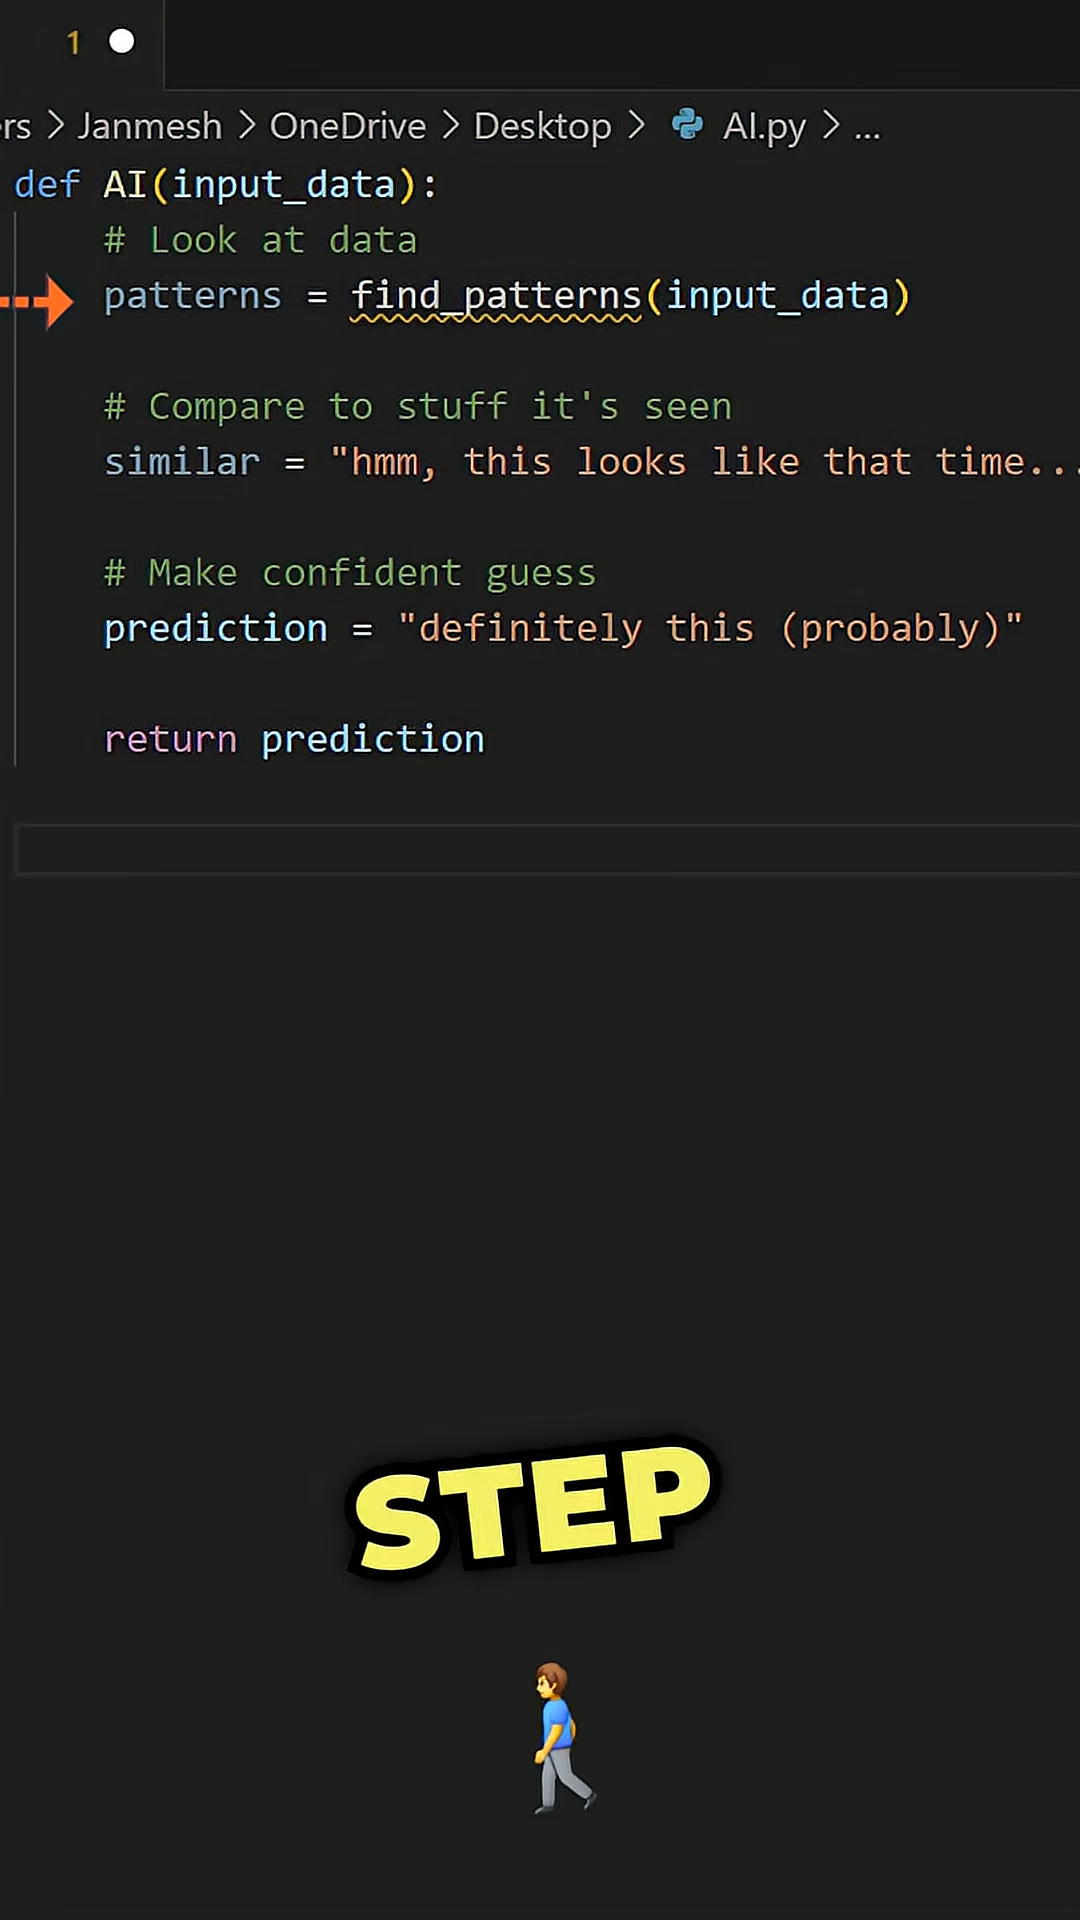 1
ers > Janmesh > OneDrive > Desktop > AI.py > ...
def AI(input_data):
# Look at data
patterns = find_patterns(input_data)
# Compare to stuff it's seen
similar = "hmm, this looks like that time...
# Make confident guess
prediction = "definitely this (probably)"
return prediction
STEP